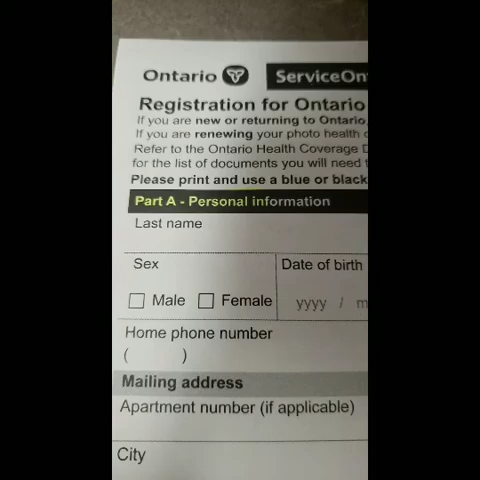 Ontario ServiceOn
Registration for Ontario
If you are new or returning to Ontario,
If you are renewing your photo health
Refer to the Ontario Health Coverage
for the list of documents you will need
Please print and use a blue or black
Part A - Personal information
Last name
Sex Date of birth
Male Female yyyy / m
Home phone number
( )
Mailing address
Apartment number (if applicable)
City